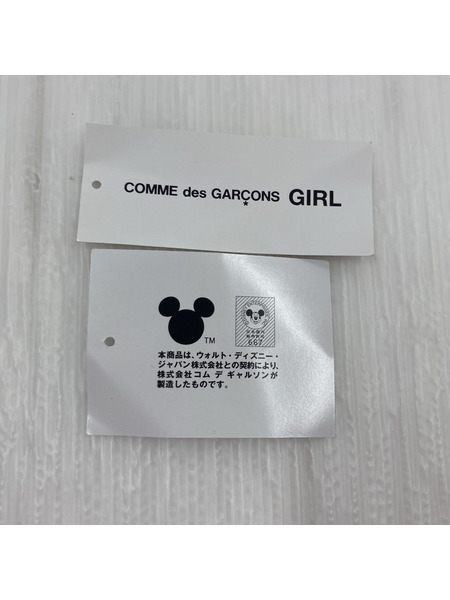 COMME des GARÇONS GIRL
TM
667
本商品は、ウォルト・ディズニー・
ジャパン株式会社との契約により、
株式会社コム デ ギャルソンが
製造したものです。